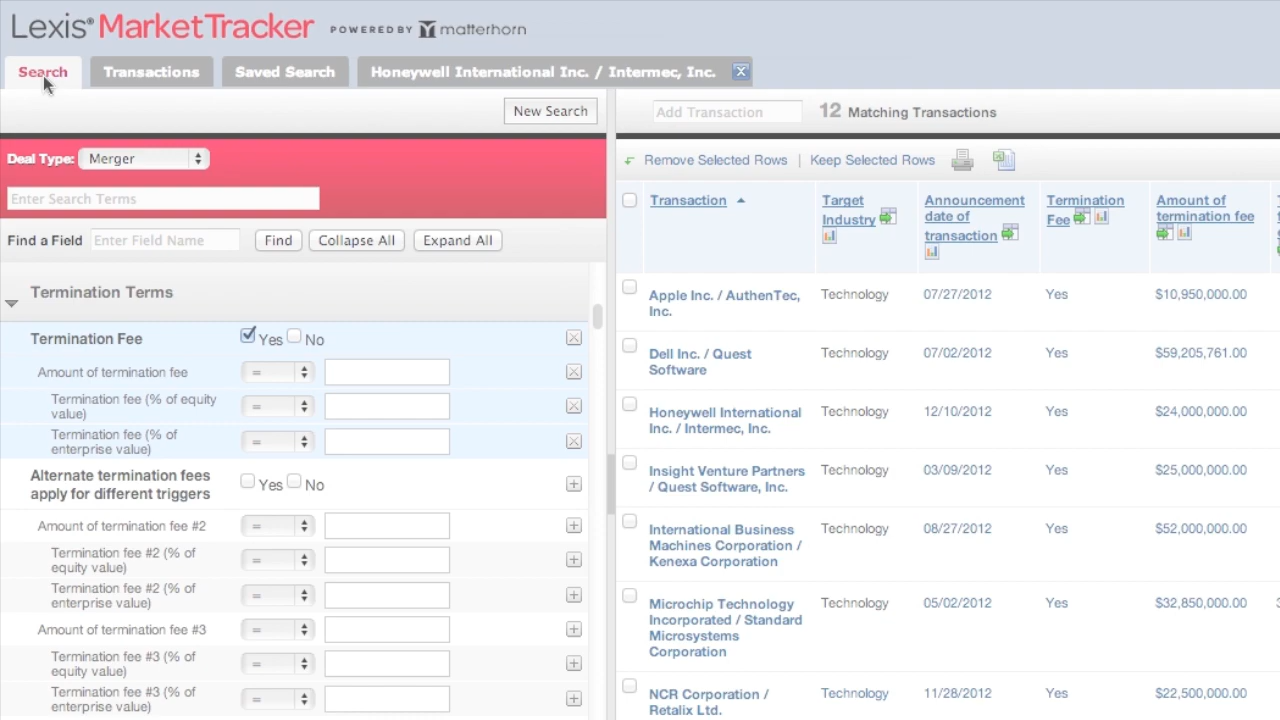 Lexis® MarketTracker POWERED BY matterhorn
Search Transactions Saved Search Honeywell International Inc. / Intermec, Inc.
New Search
Add Transaction 12 Matching Transactions
Deal Type: Merger
Enter Search Terms
Remove Selected Rows | Keep Selected Rows
Find a Field Enter Field Name Find Collapse All Expand All
Transaction
Target
Industry
Announcement
date of
transaction
Termination
Fee
Amount of
termination fee
Termination Terms
Termination Fee Yes No
Amount of termination fee =
Termination fee (% of equity
value) =
Termination fee (% of
enterprise value) =
Alternate termination fees
apply for different triggers Yes No
Amount of termination fee #2 =
Termination fee #2 (% of
equity value) =
Termination fee #2 (% of
enterprise value) =
Amount of termination fee #3 =
Termination fee #3 (% of
equity value) =
Termination fee #3 (% of
enterprise value) =
Apple Inc. / AuthenTec,
Inc. Technology 07/27/2012 Yes $10,950,000.00
Dell Inc. / Quest
Software Technology 07/02/2012 Yes $59,205,761.00
Honeywell International
Inc. / Intermec, Inc. Technology 12/10/2012 Yes $24,000,000.00
Insight Venture Partners
/ Quest Software, Inc. Technology 03/09/2012 Yes $25,000,000.00
International Business
Machines Corporation /
Kenexa Corporation Technology 08/27/2012 Yes $52,000,000.00
Microchip Technology
Incorporated / Standard
Microsystems
Corporation Technology 05/02/2012 Yes $32,850,000.00
NCR Corporation /
Retalix Ltd. Technology 11/28/2012 Yes $22,500,000.00